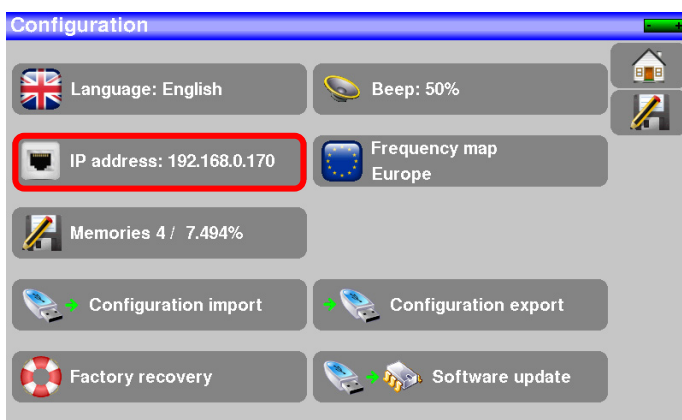 Configuration
Language: English
Beep: 50%
IP address: 192.168.0.170
Frequency map
Europe
Memories 4 / 7.494%
Configuration import
Configuration export
Factory recovery
Software update